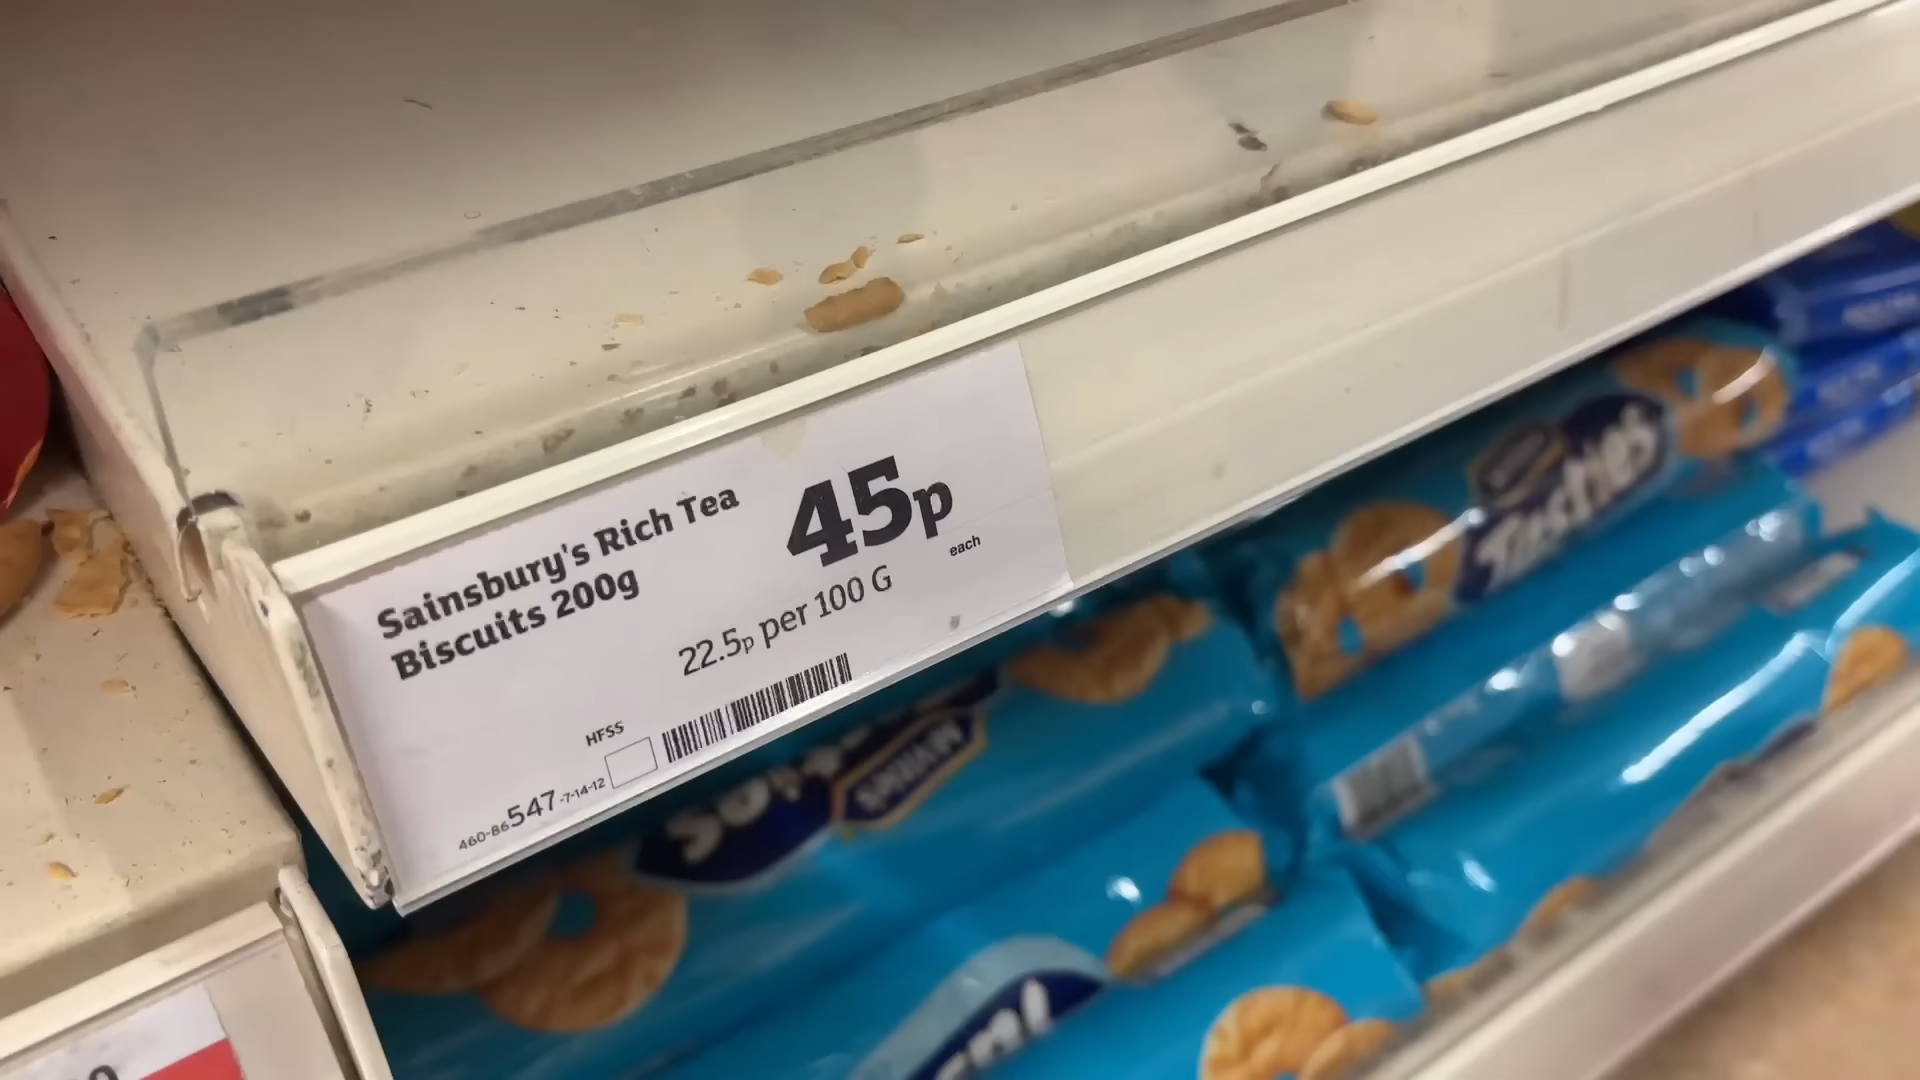 Sainsbury's Rich Tea
Biscuits 200g
45p
each
22.5p per 100 G
HFSS
460-86547-7-14-12
Tasties